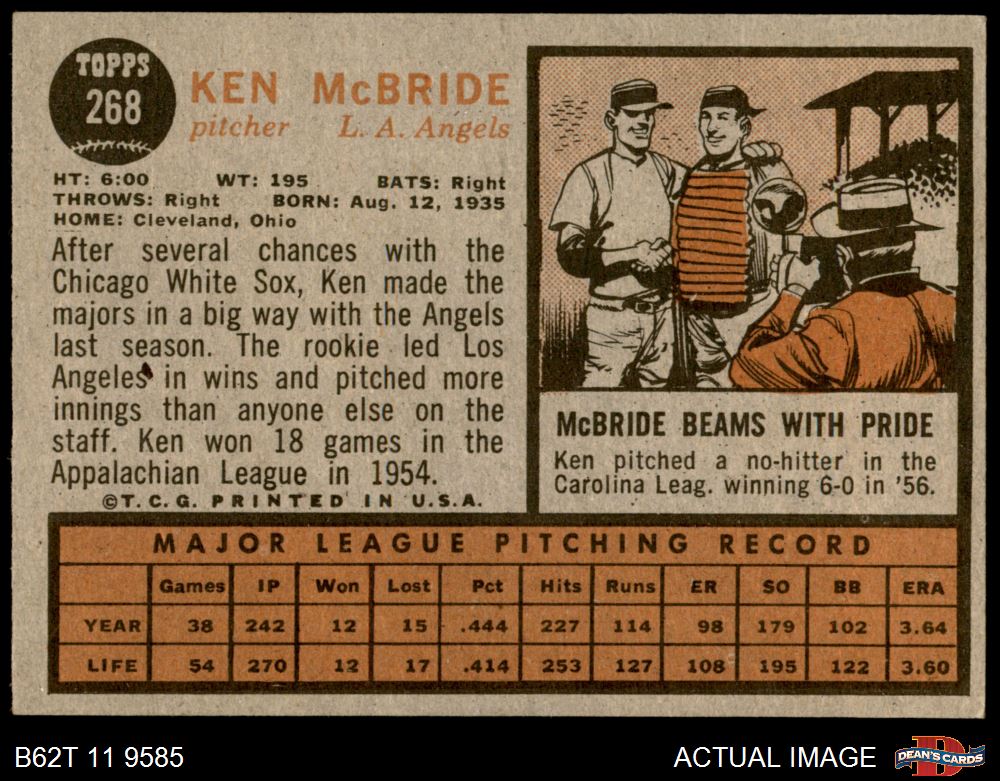 TOPPS
268
KEN McBRIDE
pitcher L. A. Angels
HT: 6:00 WT: 195 BATS: Right
THROWS: Right BORN: Aug. 12, 1935
HOME: Cleveland, Ohio
After several chances with the
Chicago White Sox, Ken made the
majors in a big way with the Angels
last season. The rookie led Los
Angeles in wins and pitched more
innings than anyone else on the
staff. Ken won 18 games in the
Appalachian League in 1954.
©T.C.G. PRINTED IN U.S.A.
McBRIDE BEAMS WITH PRIDE
Ken pitched a no-hitter in the
Carolina Leag. winning 6-0 in '56.
MAJOR LEAGUE PITCHING RECORD
Games IP Won Lost Pct Hits Runs ER SO BB ERA
YEAR 38 242 12 15 .444 227 114 98 179 102 3.64
LIFE 54 270 12 17 .414 253 127 108 195 122 3.60
B62T 11 9585 ACTUAL IMAGE
D
DEAN'S CARDS